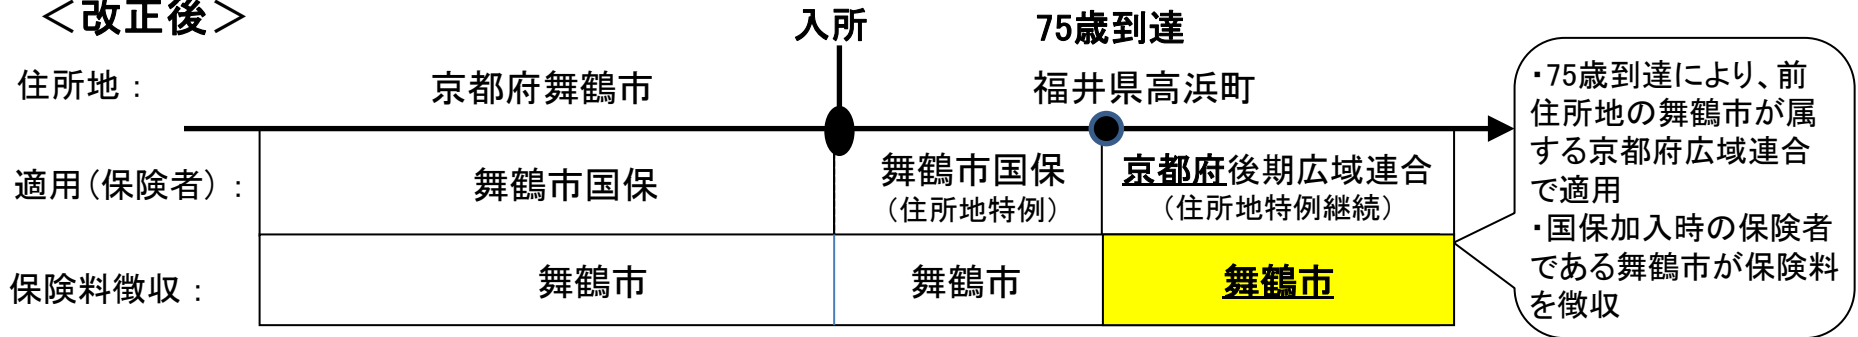 ＜改正後＞
入所
75歳到達
住所地：
京都府舞鶴市
福井県高浜町
適用（保険者）：
舞鶴市国保
舞鶴市国保
（住所地特例）
京都府後期広域連合
（住所地特例継続）
保険料徴収：
舞鶴市
舞鶴市
舞鶴市
・75歳到達により、前
住所地の舞鶴市が属
する京都府広域連合
で適用
・国保加入時の保険者
である舞鶴市が保険料
を徴収